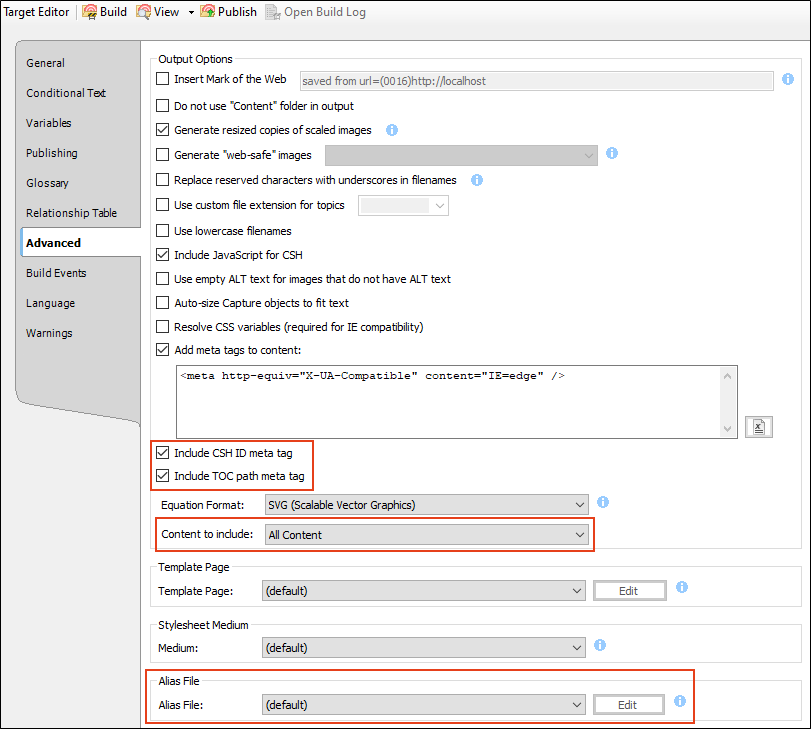 Target Editor Build View Publish Open Build Log
General
Conditional Text
Variables
Publishing
Glossary
Relationship Table
Advanced
Build Events
Language
Warnings
Output Options
Insert Mark of the Web saved from url=(0016)http://localhost
Do not use "Content" folder in output
Generate resized copies of scaled images
Generate "web-safe" images
Replace reserved characters with underscores in filenames
Use custom file extension for topics
Use lowercase filenames
Include JavaScript for CSH
Use empty ALT text for images that do not have ALT text
Auto-size Capture objects to fit text
Resolve CSS variables (required for IE compatibility)
Add meta tags to content:
<meta http-equiv="X-UA-Compatible" content="IE=edge" />
Include CSH ID meta tag
Include TOC path meta tag
Equation Format: SVG (Scalable Vector Graphics)
Content to include: All Content
Template Page
Template Page: (default) Edit
Stylesheet Medium
Medium: (default)
Alias File
Alias File: (default) Edit